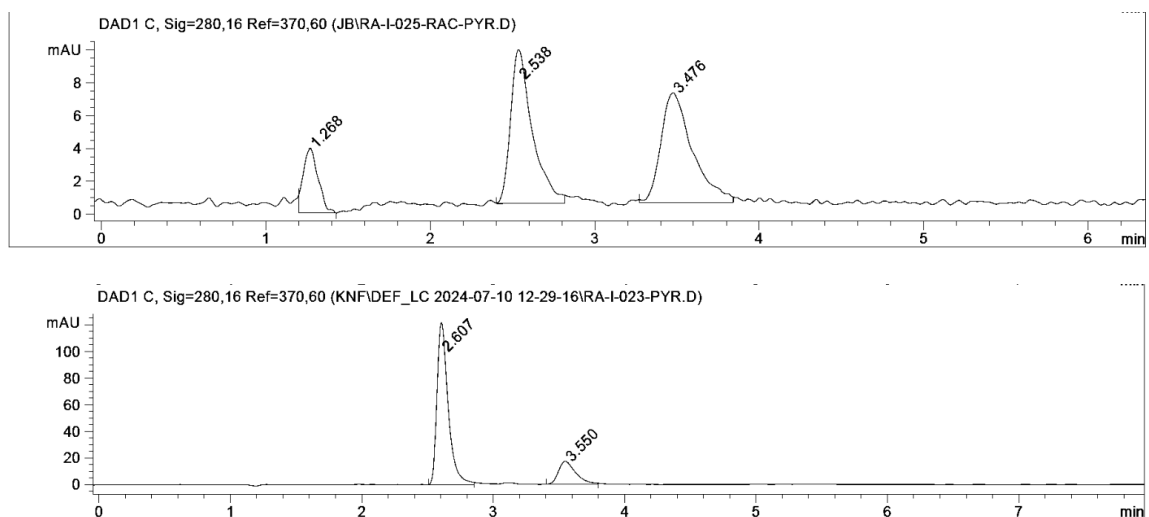 DAD1 C, Sig=280,16 Ref=370,60 (JB\RA-I-025-RAC-PYR.D)
mAU
2.538
3.476
1.268
8
6
4
2
0
0 1 2 3 4 5 6 min
DAD1 C, Sig=280,16 Ref=370,60 (KNF\DEF_LC 2024-07-10 12-29-16\RA-I-023-PYR.D)
mAU
2.607
3.550
100
80
60
40
20
0
0 1 2 3 4 5 6 7 min